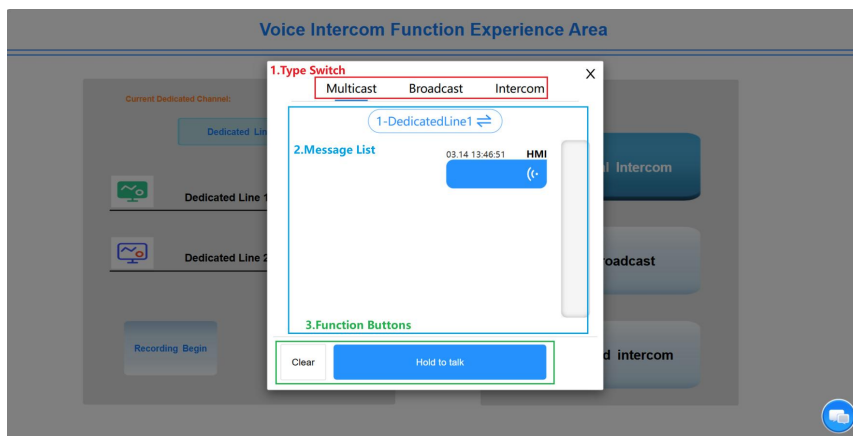 Voice Intercom Function Experience Area
1.Type Switch
X
Multicast Broadcast Intercom
Current Dedicated Channel:
1-DedicatedLine1
Dedicated Lin
2.Message List
03.14 13:46:51 HMI
l Intercom
Dedicated Line 1
Dedicated Line 2
roadcast
3.Function Buttons
Recording Begin
Clear
Hold to talk
d intercom